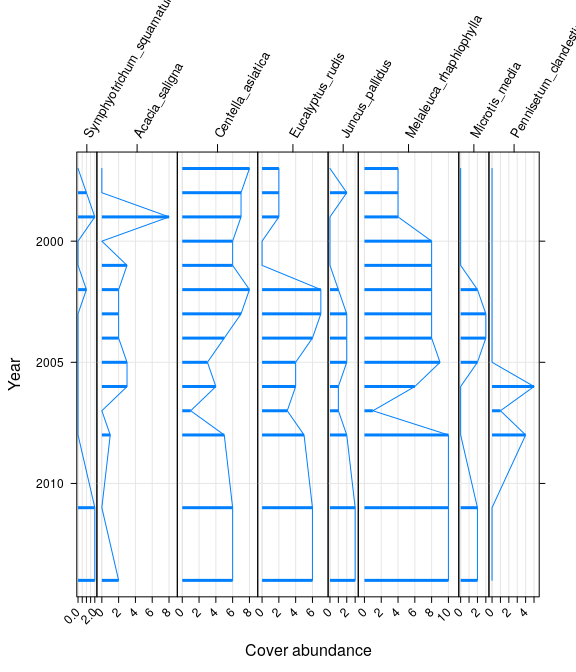 Symphyotrichum_squamatum
Acacia_saligna
Centella_asiatica
Eucalyptus_rudis
Juncus_pallidus
Melaleuca_rhaphiophylla
Microtis_media
Pennisetum_clandesti
2000
2005
2010
Year
0.0 2.0 0 2 4 6 8 0 2 4 6 8 0 2 4 6 0 2 0 2 4 6 8 10 0 2 0 2 4
Cover abundance